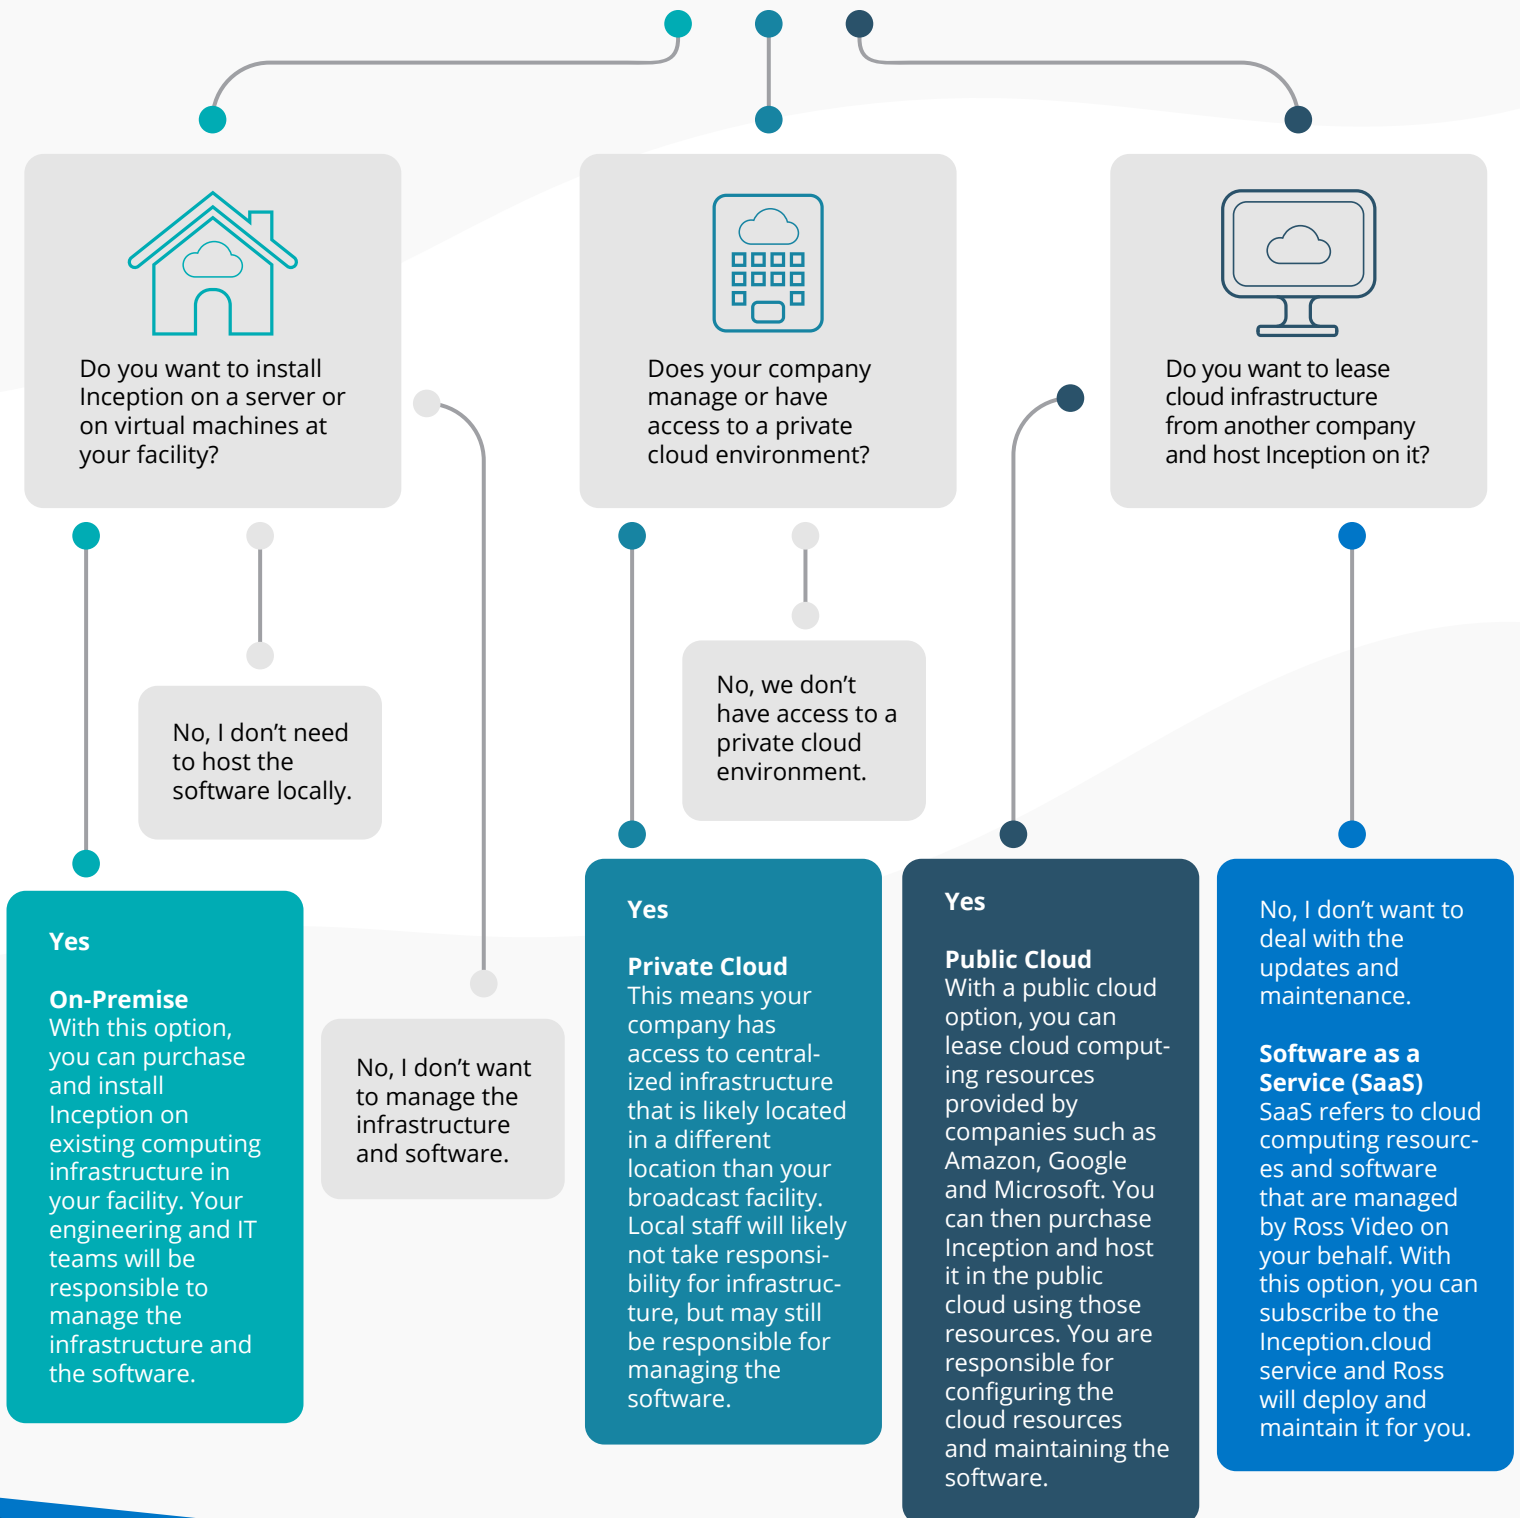 Do you want to install
Inception on a server or
on virtual machines at
your facility?
Does your company
manage or have
access to a private
cloud environment?
Do you want to lease
cloud infrastructure
from another company
and host Inception on it?
No, I don’t need
to host the
software locally.
No, we don’t
have access to a
private cloud
environment.
Yes
On-Premise
With this option,
you can purchase
and install
Inception on
existing computing
infrastructure in
your facility. Your
engineering and IT
teams will be
responsible to
manage the
infrastructure and
the software.
No, I don’t want
to manage the
infrastructure
and software.
Yes
Private Cloud
This means your
company has
access to central-
ized infrastructure
that is likely located
in a different
location than your
broadcast facility.
Local staff will likely
not take responsi-
bility for infrastruc-
ture, but may still
be responsible for
managing the
software.
Yes
Public Cloud
With a public cloud
option, you can
lease cloud comput-
ing resources
provided by
companies such as
Amazon, Google
and Microsoft. You
can then purchase
Inception and host
it in the public
cloud using those
resources. You are
responsible for
configuring the
cloud resources
and maintaining the
software.
No, I don’t want to
deal with the
updates and
maintenance.
Software as a
Service (SaaS)
SaaS refers to cloud
computing resourc-
es and software
that are managed
by Ross Video on
your behalf. With
this option, you can
subscribe to the
Inception.cloud
service and Ross
will deploy and
maintain it for you.